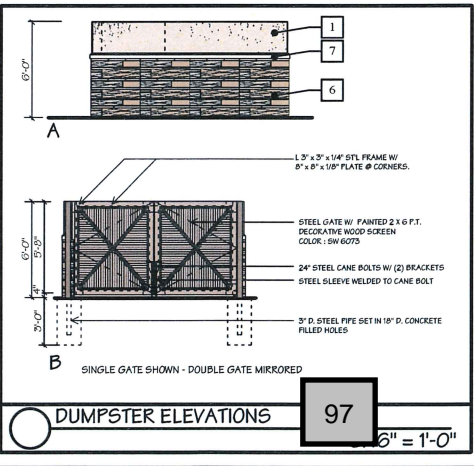 1
7
6
6'-0"
A
L 3" x 3" x 1/4" ST'L FRAME W/
8" x 8" x 1/8" PLATE @ CORNERS.
STEEL GATE W/ PAINTED 2 X 6 P.T.
DECORATIVE WOOD SCREEN
COLOR : SW 6073
6'-0"
5'-8"
24" STEEL CANE BOLTS W/ (2) BRACKETS
STEEL SLEEVE WELDED TO CANE BOLT
4"
3'-0"
3" D. STEEL PIPE SET IN 18" D. CONCRETE
FILLED HOLES
B
SINGLE GATE SHOWN - DOUBLE GATE MIRRORED
DUMPSTER ELEVATIONS
97
6" = 1'-0"